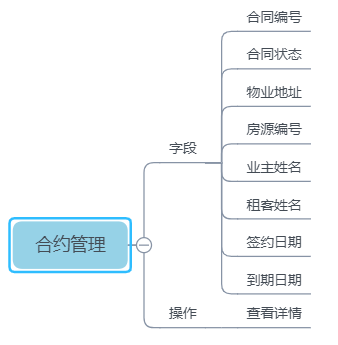 合约管理
字段
合同编号
合同状态
物业地址
房源编号
业主姓名
租客姓名
签约日期
到期日期
操作
查看详情